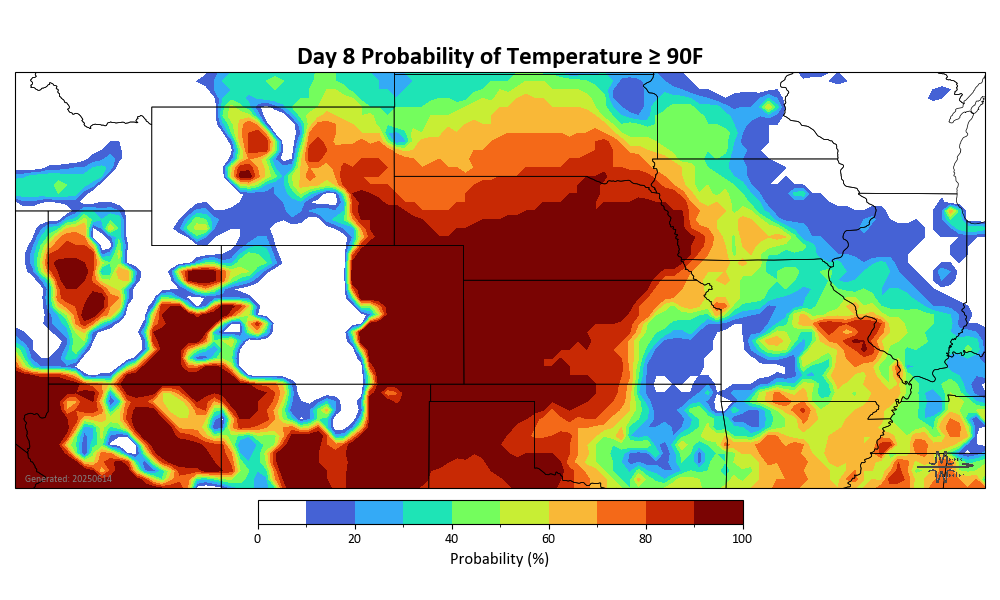 Day 8 Probability of Temperature ≥ 90F
Generated: 20250614
0 20 40 60 80 100
Probability (%)